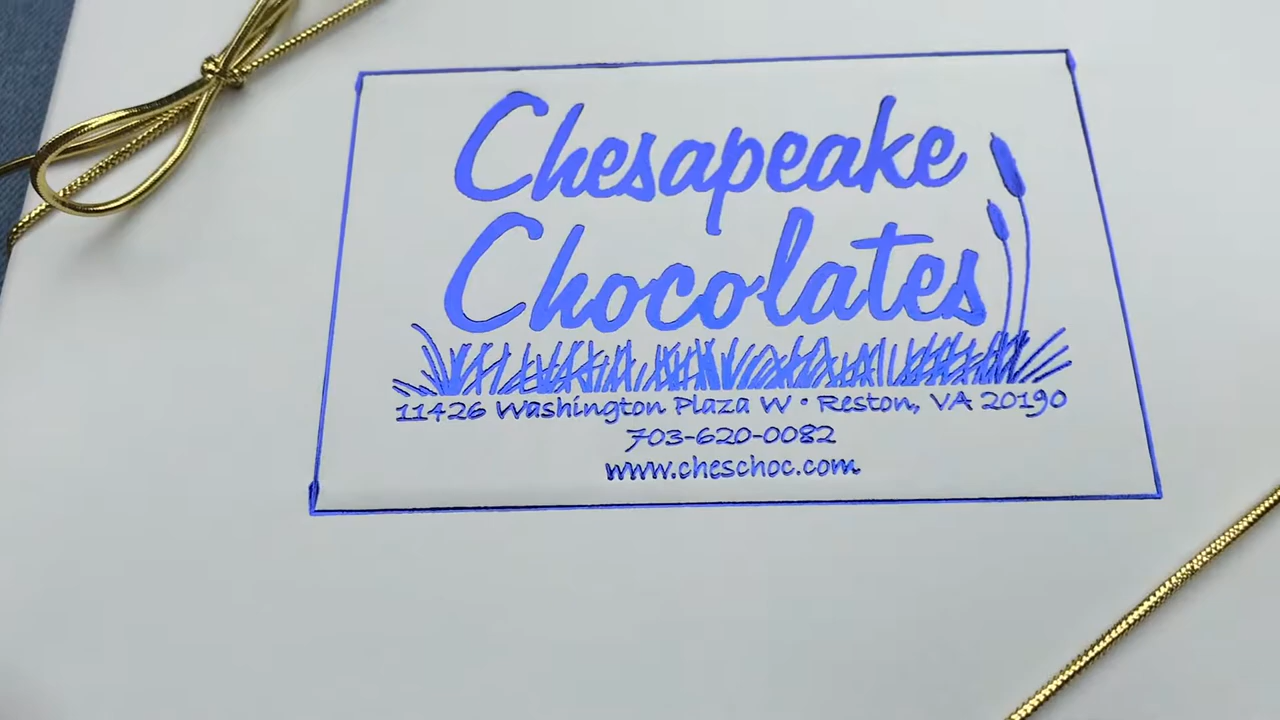 Chesapeake
Chocolates
11426 Washington Plaza W • Reston, VA 20190
703-620-0082
www.cheschoc.com